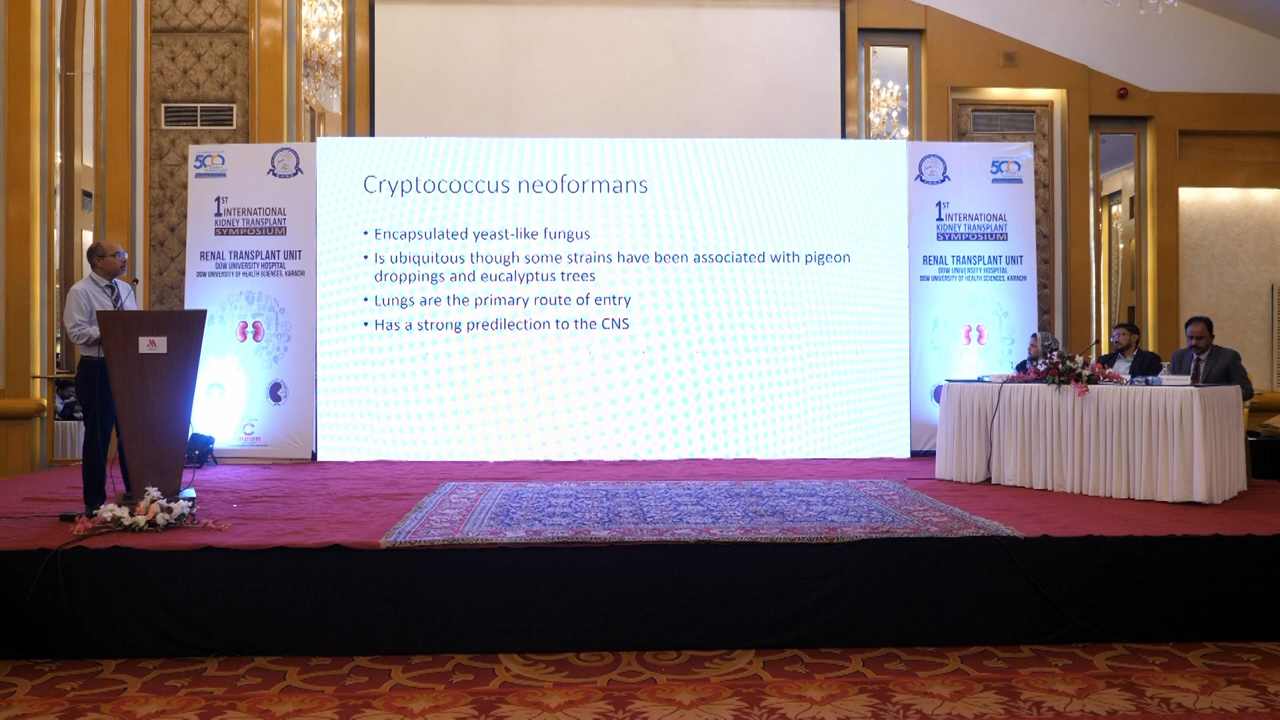 Cryptococcus neoformans
• Encapsulated yeast-like fungus
• Is ubiquitous though some strains have been associated with pigeon
droppings and eucalyptus trees
• Lungs are the primary route of entry
• Has a strong predilection to the CNS
500
1ST
INTERNATIONAL
KIDNEY TRANSPLANT
SYMPOSIUM
RENAL TRANSPLANT UNIT
DOW UNIVERSITY HOSPITAL
DOW UNIVERSITY OF HEALTH SCIENCES, KARACHI
500
1ST
INTERNATIONAL
KIDNEY TRANSPLANT
SYMPOSIUM
RENAL TRANSPLANT UNIT
DOW UNIVERSITY HOSPITAL
DOW UNIVERSITY OF HEALTH SCIENCES, KARACHI